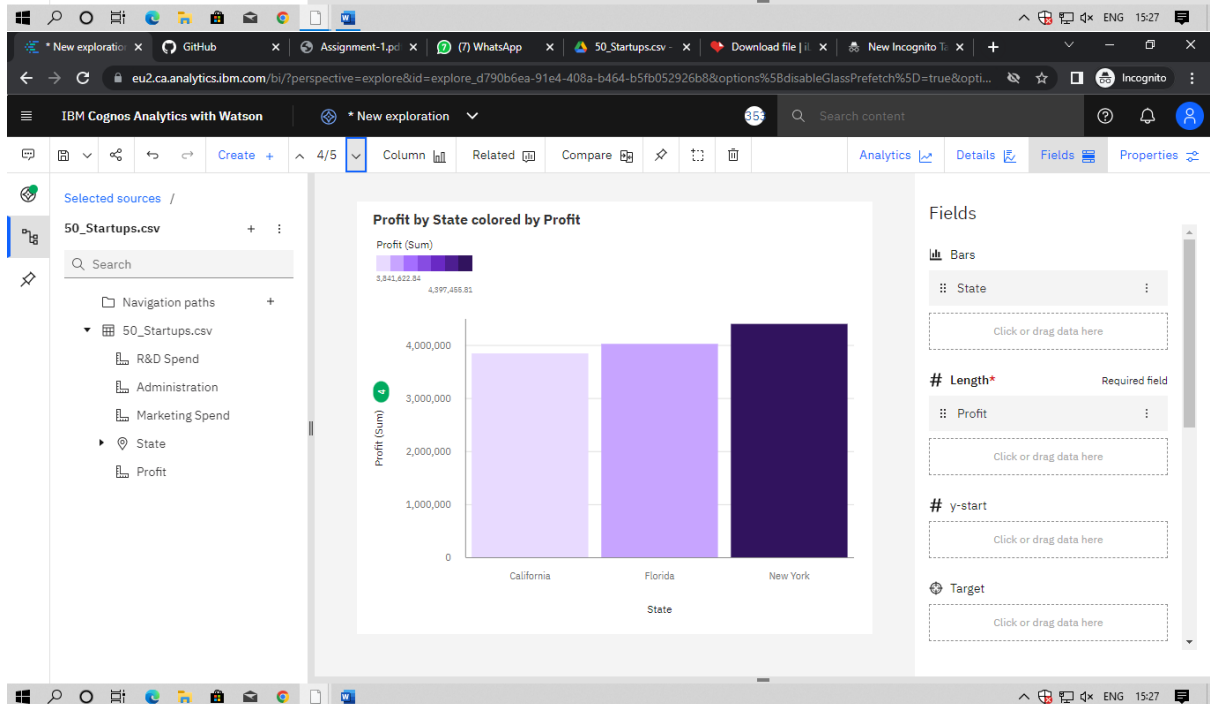 ENG 15:27
* New exploration
GitHub
Assignment-1.pd
(7) WhatsApp
50_Startups.csv -
Download file | iL
New Incognito Ta
eu2.ca.analytics.ibm.com/bi/?perspective=explore&id=explore_d790b6ea-91e4-408a-b464-b5fb052926b8&options%5BdisableGlassPrefetch%5D=true&opti...
Incognito
IBM Cognos Analytics with Watson
* New exploration
353
Search content
Create +
4/5
Column
Related
Compare
Analytics
Details
Fields
Properties
Selected sources /
50_Startups.csv
Search
Navigation paths
50_Startups.csv
R&D Spend
Administration
Marketing Spend
State
Profit
Profit by State colored by Profit
Profit (Sum)
3,841,622.84
4,397,455.81
4,000,000
3,000,000
2,000,000
1,000,000
0
Profit (Sum)
4
California
Florida
New York
State
Fields
Bars
State
Click or drag data here
# Length*
Required field
Profit
Click or drag data here
# y-start
Click or drag data here
Target
Click or drag data here
ENG 15:27